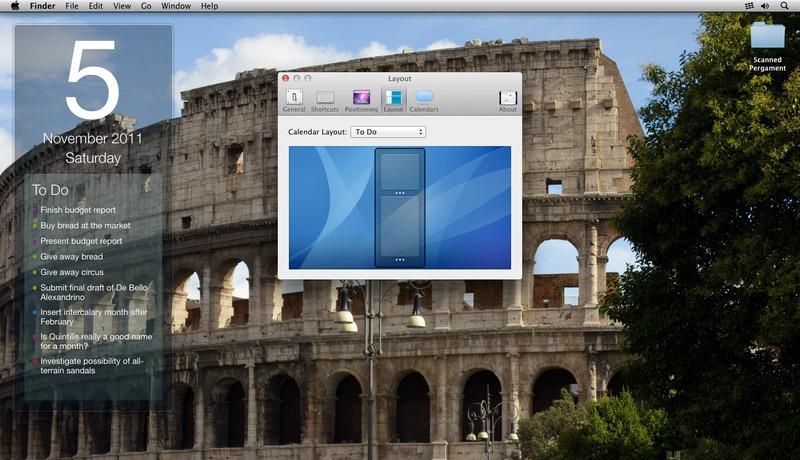 Finder File Edit View Go Window Help
5
November 2011
Saturday
To Do
Finish budget report
Buy bread at the market
Present budget report
Give away bread
Give away circus
Submit final draft of De Bello
Alexandrino
Insert intercalary month after
February
Is Quintilis really a good name
for a month?
Investigate possibility of all-
terrain sandals
Layout
General Shortcuts Positioning Layout Calendars About
Calendar Layout: To Do
Scanned
Pergament